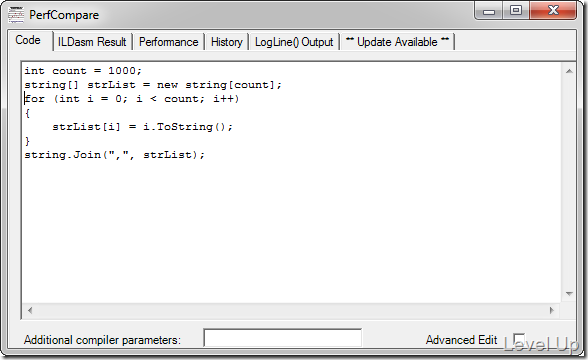 PerfCompare
Code ILDasm Result Performance History LogLine() Output ** Update Available **
int count = 1000;
string[] strList = new string[count];
for (int i = 0; i < count; i++)
{
    strList[i] = i.ToString();
}
string.Join(",", strList);
Additional compiler parameters: Advanced Edit
Level Up